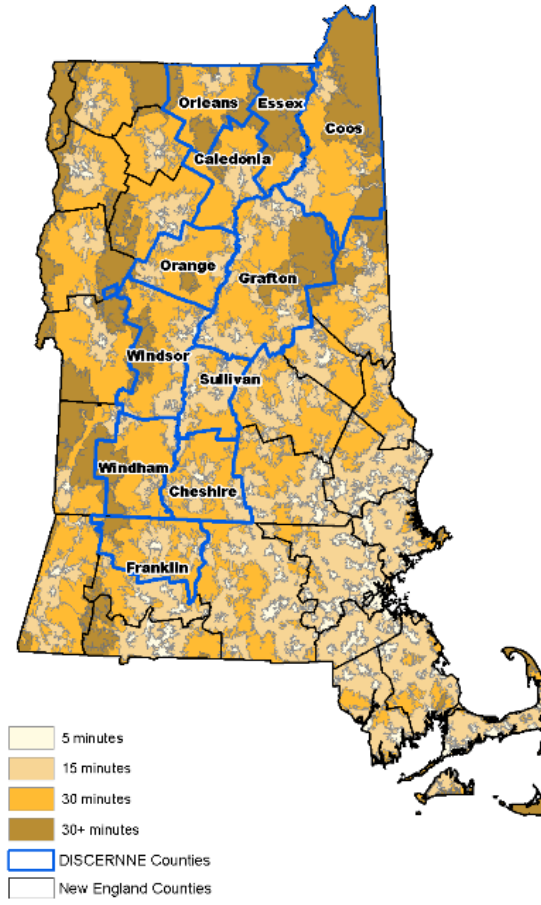 Orleans
Essex
Coos
Caledonia
Orange
Grafton
Windsor
Sullivan
Windham
Cheshire
Franklin
5 minutes
15 minutes
30 minutes
30+ minutes
DISCERNNE Counties
New England Counties